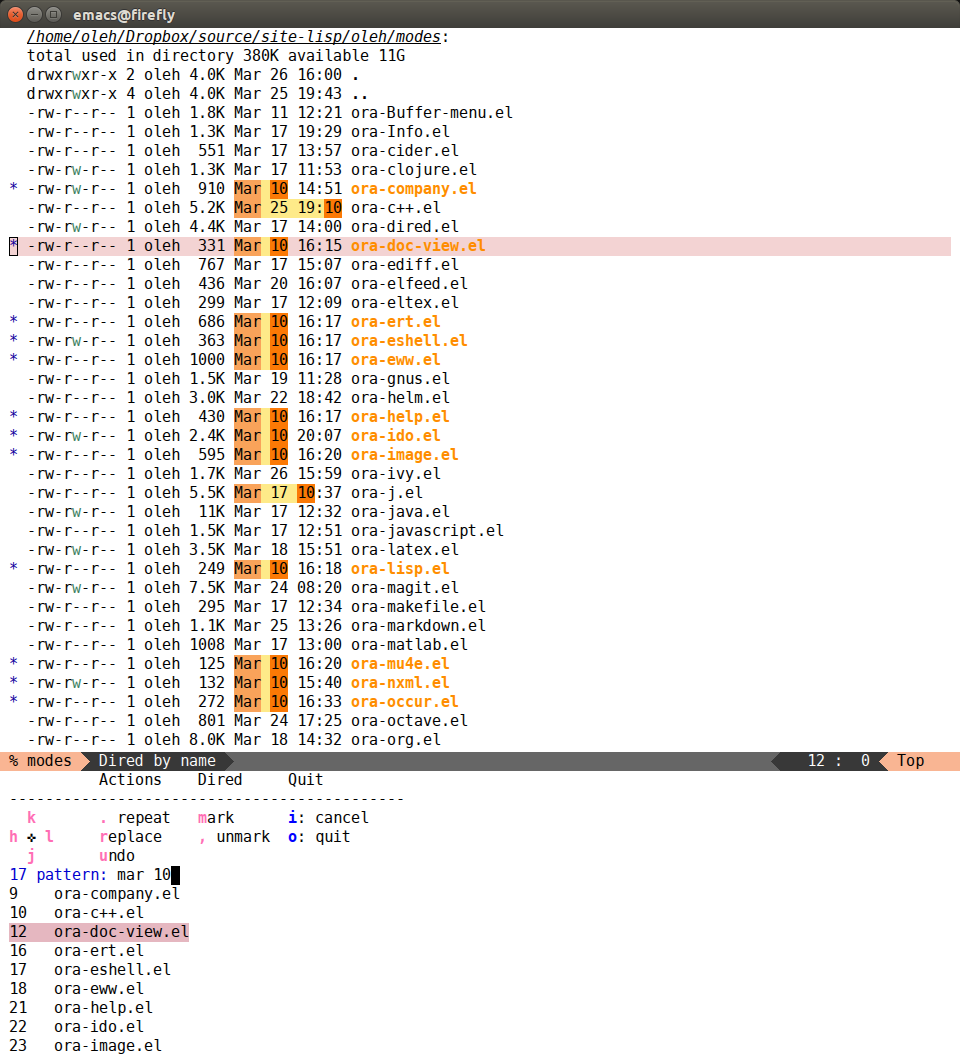 emacs@firefly
/home/oleh/Dropbox/source/site-lisp/oleh/modes:
total used in directory 380K available 11G
drwxrwxr-x 2 oleh 4.0K Mar 26 16:00 .
drwxrwxr-x 4 oleh 4.0K Mar 25 19:43 ..
-rw-r--r-- 1 oleh 1.8K Mar 11 12:21 ora-Buffer-menu.el
-rw-r--r-- 1 oleh 1.3K Mar 17 19:29 ora-Info.el
-rw-r--r-- 1 oleh  551 Mar 17 13:57 ora-cider.el
-rw-rw-r-- 1 oleh 1.3K Mar 17 11:53 ora-clojure.el
* -rw-rw-r-- 1 oleh  910 Mar 10 14:51 ora-company.el
-rw-r--r-- 1 oleh 5.2K Mar 25 19:10 ora-c++.el
-rw-rw-r-- 1 oleh 4.4K Mar 17 14:00 ora-dired.el
* -rw-r--r-- 1 oleh  331 Mar 10 16:15 ora-doc-view.el
-rw-r--r-- 1 oleh  767 Mar 17 15:07 ora-ediff.el
-rw-r--r-- 1 oleh  436 Mar 20 16:07 ora-elfeed.el
-rw-r--r-- 1 oleh  299 Mar 17 12:09 ora-eltex.el
* -rw-r--r-- 1 oleh  686 Mar 10 16:17 ora-ert.el
* -rw-rw-r-- 1 oleh  363 Mar 10 16:17 ora-eshell.el
* -rw-r--r-- 1 oleh 1000 Mar 10 16:17 ora-eww.el
-rw-r--r-- 1 oleh 1.5K Mar 19 11:28 ora-gnus.el
-rw-r--r-- 1 oleh 3.0K Mar 22 18:42 ora-helm.el
* -rw-r--r-- 1 oleh  430 Mar 10 16:17 ora-help.el
* -rw-rw-r-- 1 oleh 2.4K Mar 10 20:07 ora-ido.el
* -rw-r--r-- 1 oleh  595 Mar 10 16:20 ora-image.el
-rw-r--r-- 1 oleh 1.7K Mar 26 15:59 ora-ivy.el
-rw-r--r-- 1 oleh 5.5K Mar 17 10:37 ora-j.el
-rw-rw-r-- 1 oleh  11K Mar 17 12:32 ora-java.el
-rw-r--r-- 1 oleh 1.5K Mar 17 12:51 ora-javascript.el
-rw-rw-r-- 1 oleh 3.5K Mar 18 15:51 ora-latex.el
* -rw-r--r-- 1 oleh  249 Mar 10 16:18 ora-lisp.el
-rw-rw-r-- 1 oleh 7.5K Mar 24 08:20 ora-magit.el
-rw-r--r-- 1 oleh  295 Mar 17 12:34 ora-makefile.el
-rw-r--r-- 1 oleh 1.1K Mar 25 13:26 ora-markdown.el
-rw-r--r-- 1 oleh 1008 Mar 17 13:00 ora-matlab.el
* -rw-r--r-- 1 oleh  125 Mar 10 16:20 ora-mu4e.el
* -rw-rw-r-- 1 oleh  132 Mar 10 15:40 ora-nxml.el
* -rw-r--r-- 1 oleh  272 Mar 10 16:33 ora-occur.el
-rw-r--r-- 1 oleh  801 Mar 24 17:25 ora-octave.el
-rw-r--r-- 1 oleh 8.0K Mar 18 14:32 ora-org.el
% modes Dired by name 12 :  0 Top
Actions    Dired     Quit
--------------------------------------------
k       . repeat   mark      i: cancel
h ✜ l     replace    , unmark  o: quit
j       undo
17 pattern: mar 10
9    ora-company.el
10   ora-c++.el
12   ora-doc-view.el
16   ora-ert.el
17   ora-eshell.el
18   ora-eww.el
21   ora-help.el
22   ora-ido.el
23   ora-image.el